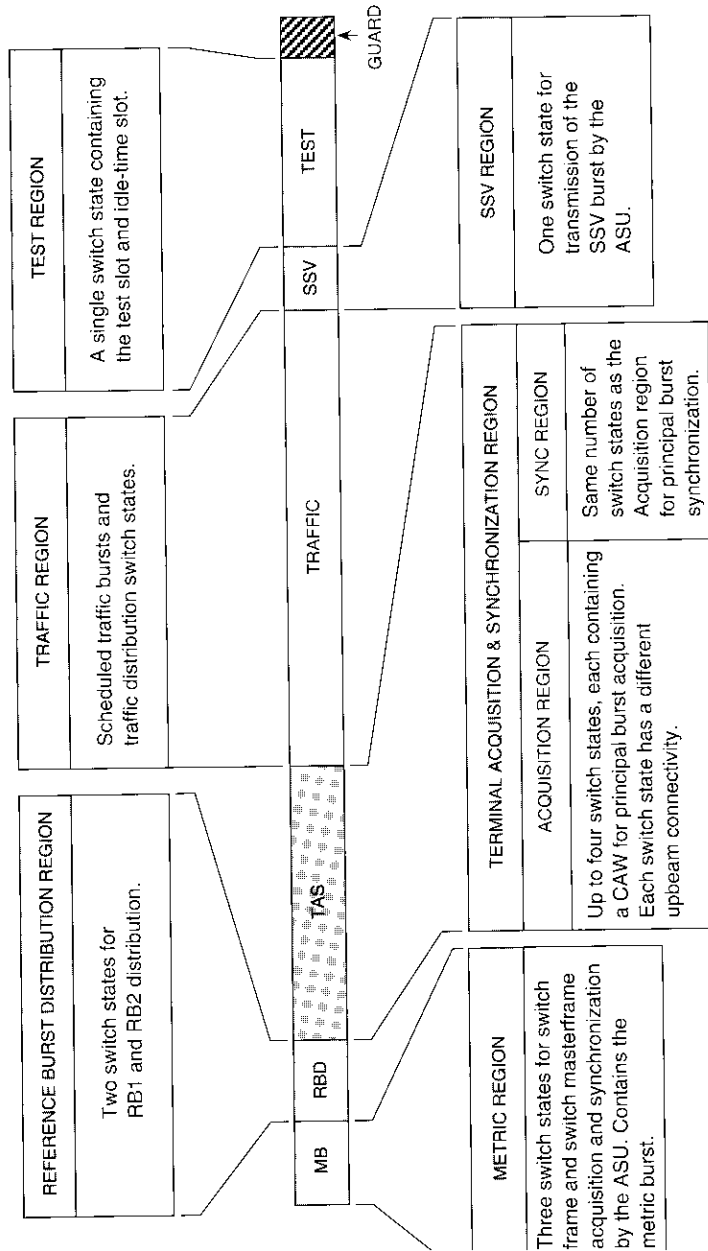 REFERENCE BURST DISTRIBUTION REGION
Two switch states for
RB1 and RB2 distribution.
TRAFFIC REGION
Scheduled traffic bursts and
traffic distribution switch states.
TEST REGION
A single switch state containing
the test slot and idle-time slot.
MB
RBD
TAS
TRAFFIC
SSV
TEST
GUARD
METRIC REGION
Three switch states for switch
frame and switch masterframe
acquisition and synchronization
by the ASU. Contains the
metric burst.
TERMINAL ACQUISITION & SYNCHRONIZATION REGION
ACQUISITION REGION
Up to four switch states, each containing
a CAW for principal burst acquisition.
Each switch state has a different
upbeam connectivity.
SYNC REGION
Same number of
switch states as the
Acquisition region
for principal burst
synchronization.
SSV REGION
One switch state for
transmission of the
SSV burst by the
ASU.